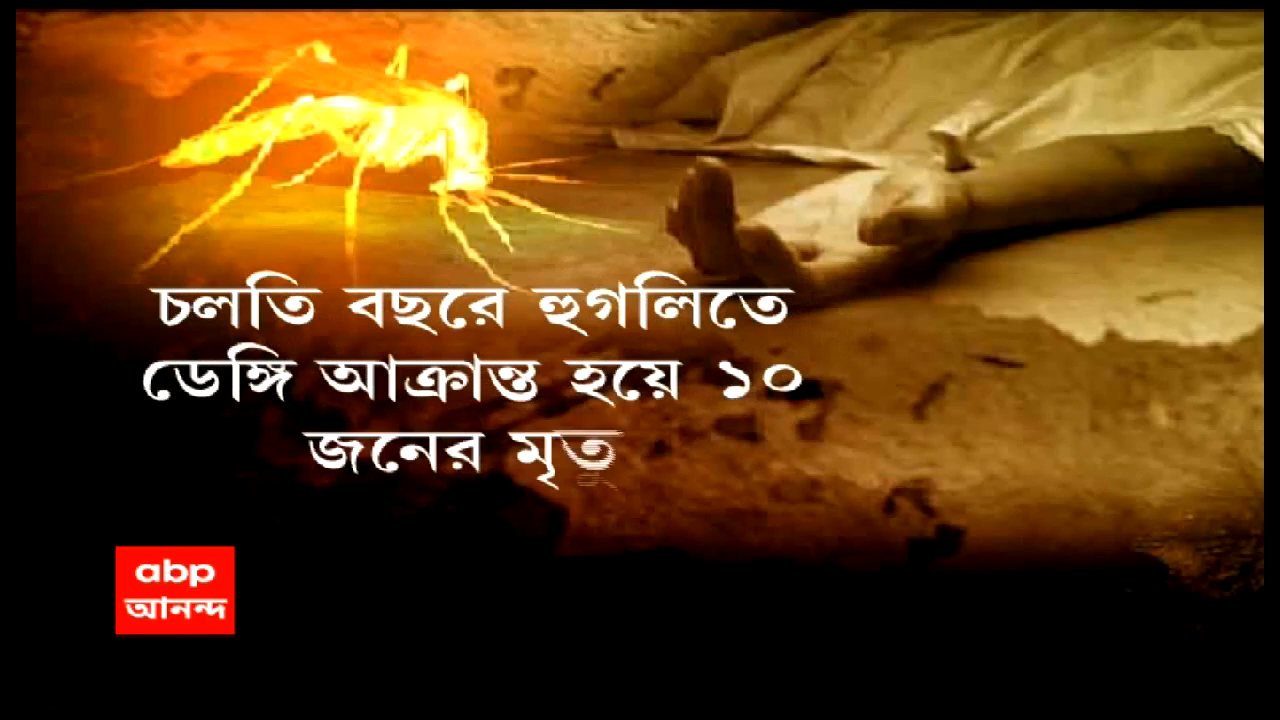 চলতি বছরে হুগলিতে
ডেঙ্গি আক্রান্ত হয়ে ১০
জনের মৃতু
abp
আনন্দ